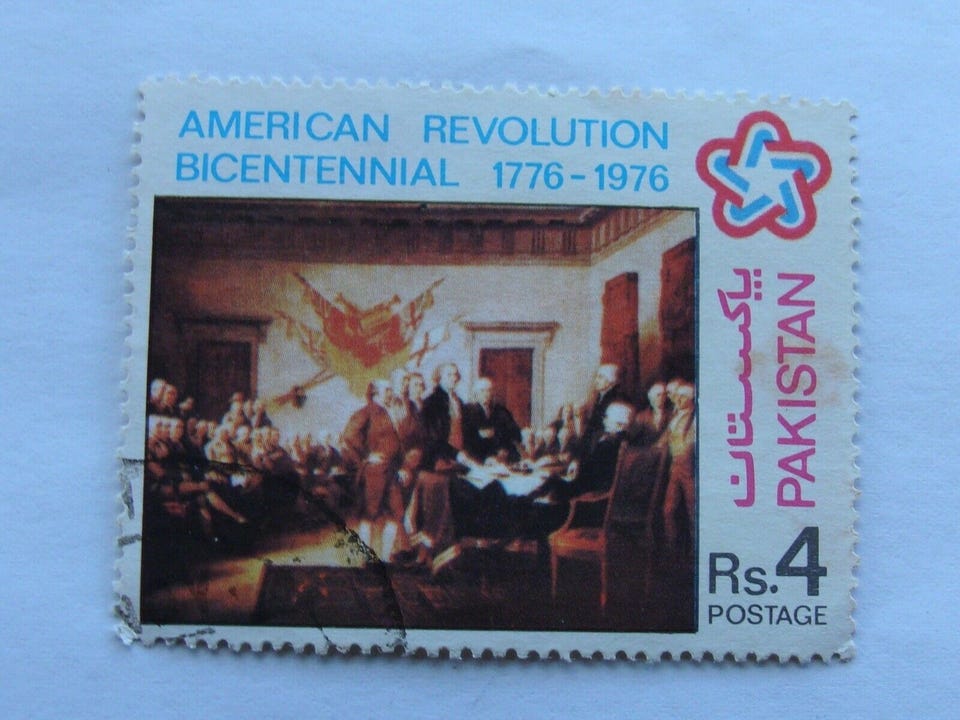 AMERICAN REVOLUTION
BICENTENNIAL 1776-1976
پاکستان
PAKISTAN
Rs.4
POSTAGE